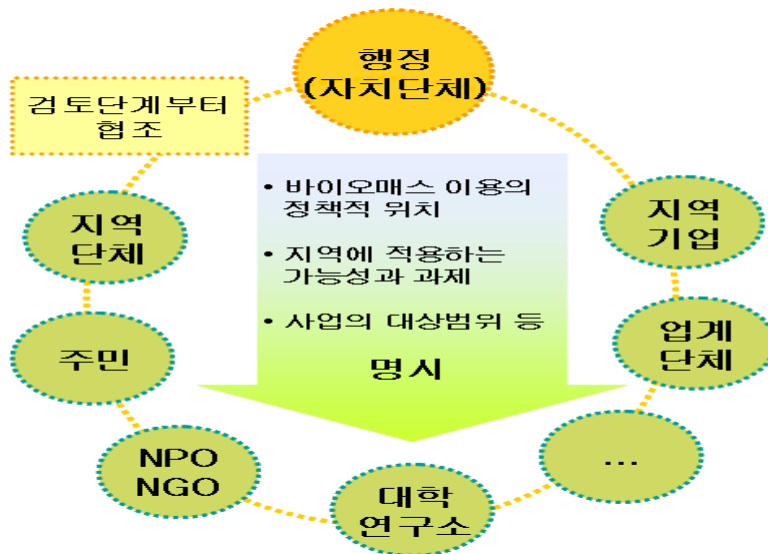 행정
(자치단체)
검토단계부터
협조
• 바이오매스 이용의
정책적 위치
• 지역에 적용하는
가능성과 과제
• 사업의 대상범위 등
명시
지역
단체
지역
기업
주민
업계
단체
NPO
NGO
대학
연구소
...